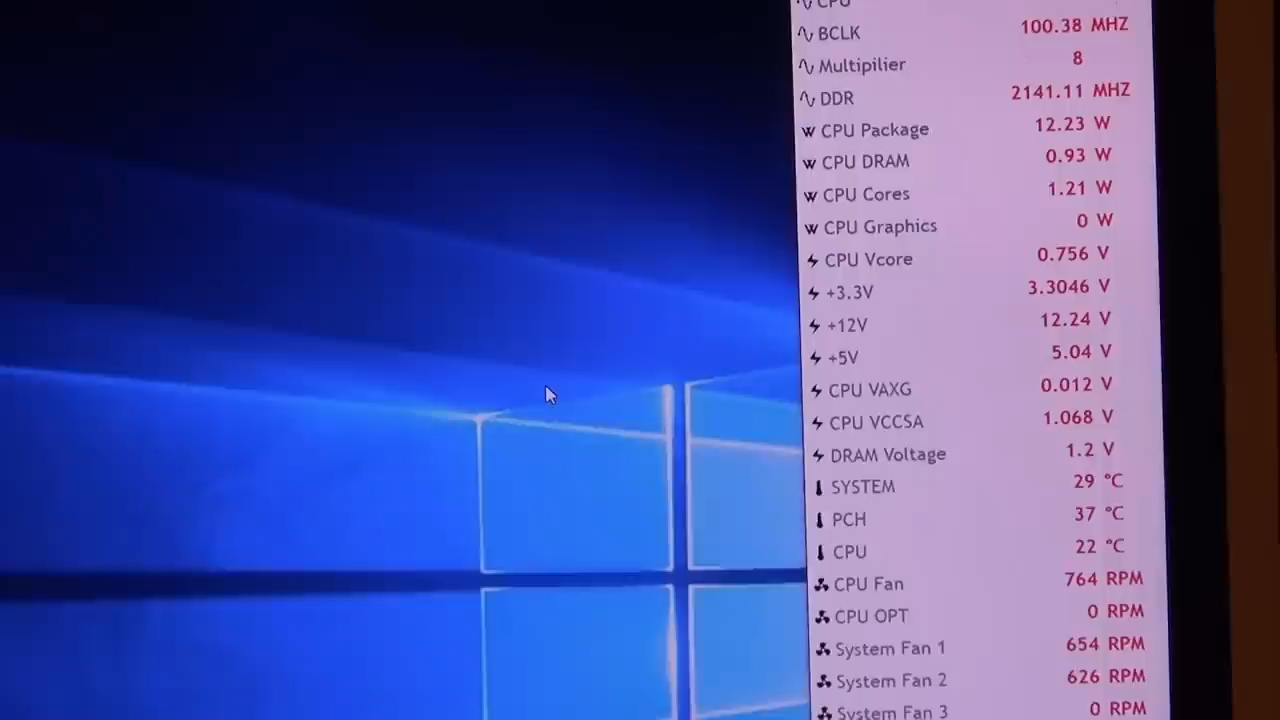 CPU
BCLK 100.38 MHZ
Multipilier 8
DDR 2141.11 MHZ
W CPU Package 12.23 W
W CPU DRAM 0.93 W
W CPU Cores 1.21 W
W CPU Graphics 0 W
CPU Vcore 0.756 V
+3.3V 3.3046 V
+12V 12.24 V
+5V 5.04 V
CPU VAXG 0.012 V
CPU VCCSA 1.068 V
DRAM Voltage 1.2 V
SYSTEM 29 °C
PCH 37 °C
CPU 22 °C
CPU Fan 764 RPM
CPU OPT 0 RPM
System Fan 1 654 RPM
System Fan 2 626 RPM
System Fan 3 0 RPM